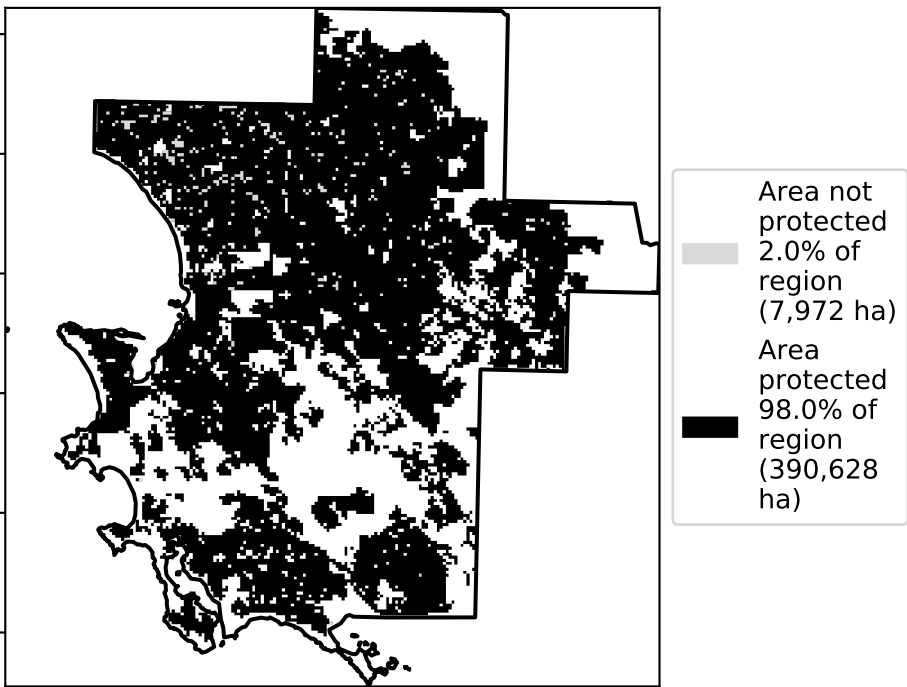 Area not
protected
2.0% of
region
(7,972 ha)
Area
protected
98.0% of
region
(390,628
ha)